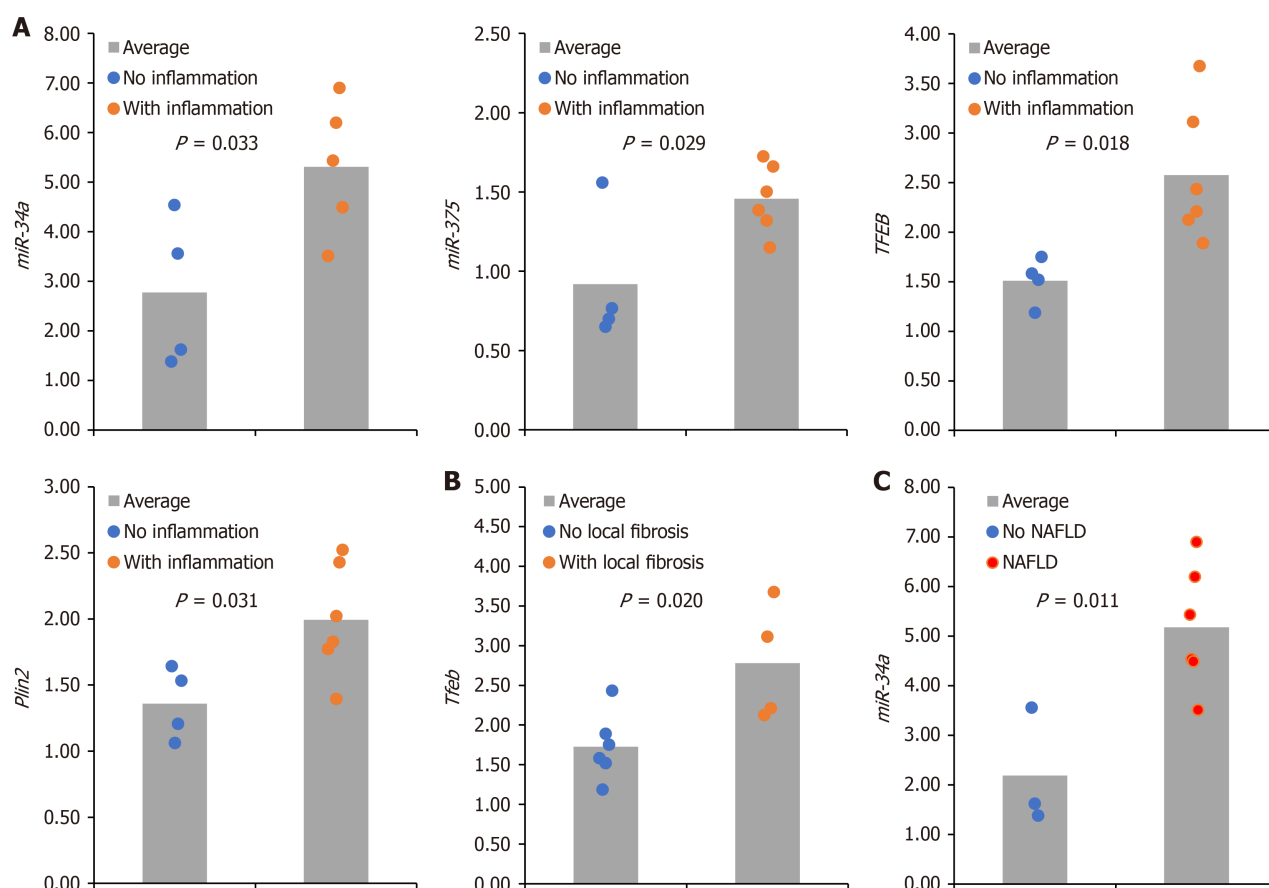 A
8.00
7.00
6.00
5.00
4.00
3.00
2.00
1.00
0.00
miR-34a
Average
No inflammation
With inflammation
P = 0.033
2.50
2.00
1.50
1.00
0.50
0.00
miR-375
Average
No inflammation
With inflammation
P = 0.029
4.00
3.50
3.00
2.50
2.00
1.50
1.00
0.50
0.00
TFEB
Average
No inflammation
With inflammation
P = 0.018
3.00
2.50
2.00
1.50
1.00
0.50
0.00
Plin2
Average
No inflammation
With inflammation
P = 0.031
B
5.00
4.50
4.00
3.50
3.00
2.50
2.00
1.50
1.00
0.50
0.00
Tfeb
Average
No local fibrosis
With local fibrosis
P = 0.020
C
8.00
7.00
6.00
5.00
4.00
3.00
2.00
1.00
0.00
miR-34a
Average
No NAFLD
NAFLD
P = 0.011